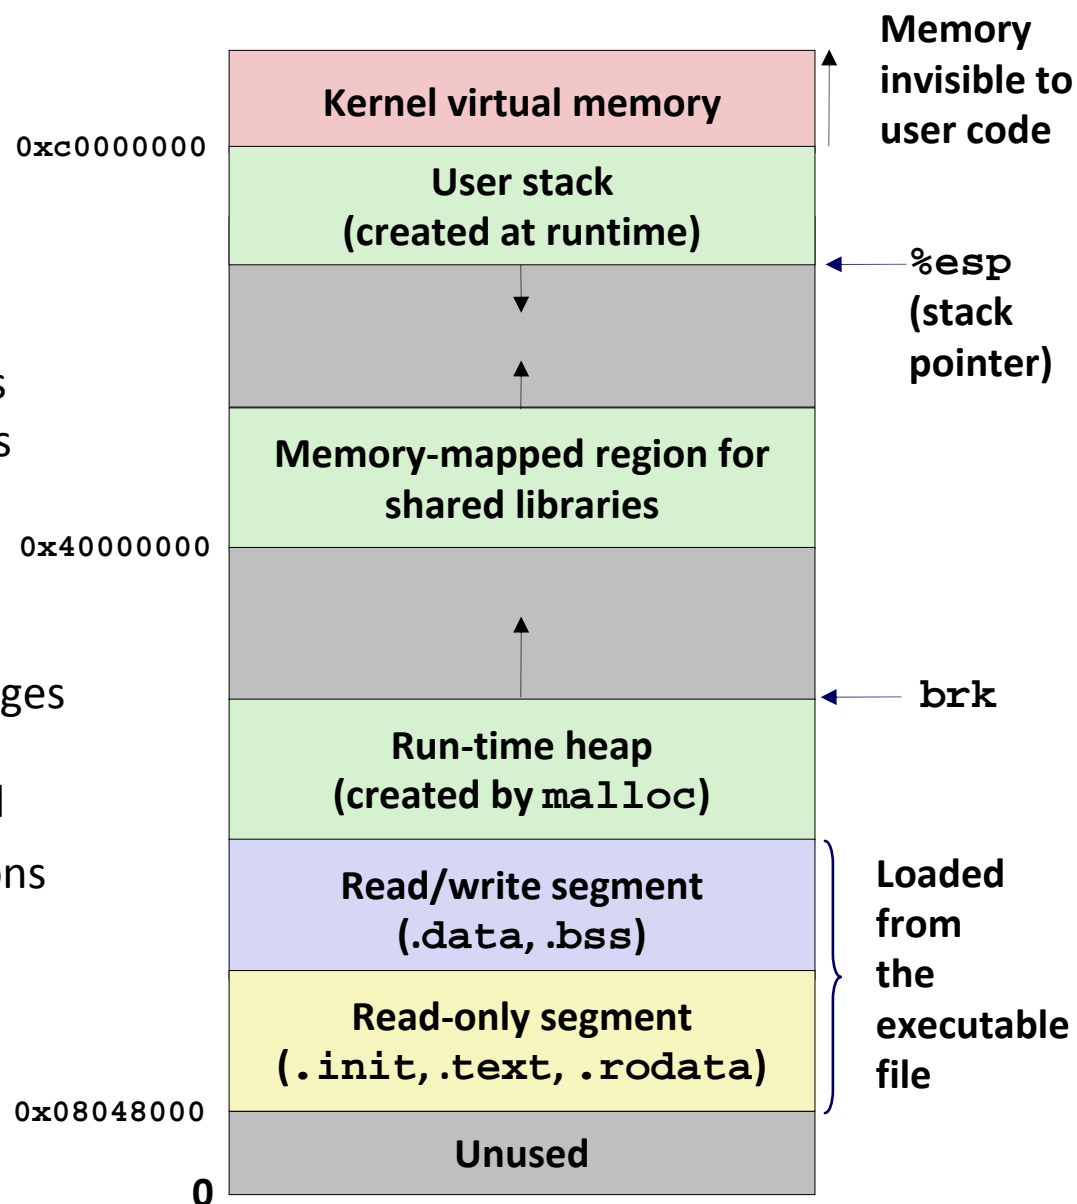 Memory
invisible to
user code
Kernel virtual memory
0xc0000000
User stack
(created at runtime)
%esp
(stack
pointer)
s
s
Memory-mapped region for
shared libraries
0x40000000
ges
brk
Run-time heap
(created by malloc)
l
ons
Read/write segment
(.data, .bss)
Loaded
from
the
executable
file
Read-only segment
(.init, .text, .rodata)
0x08048000
Unused
0